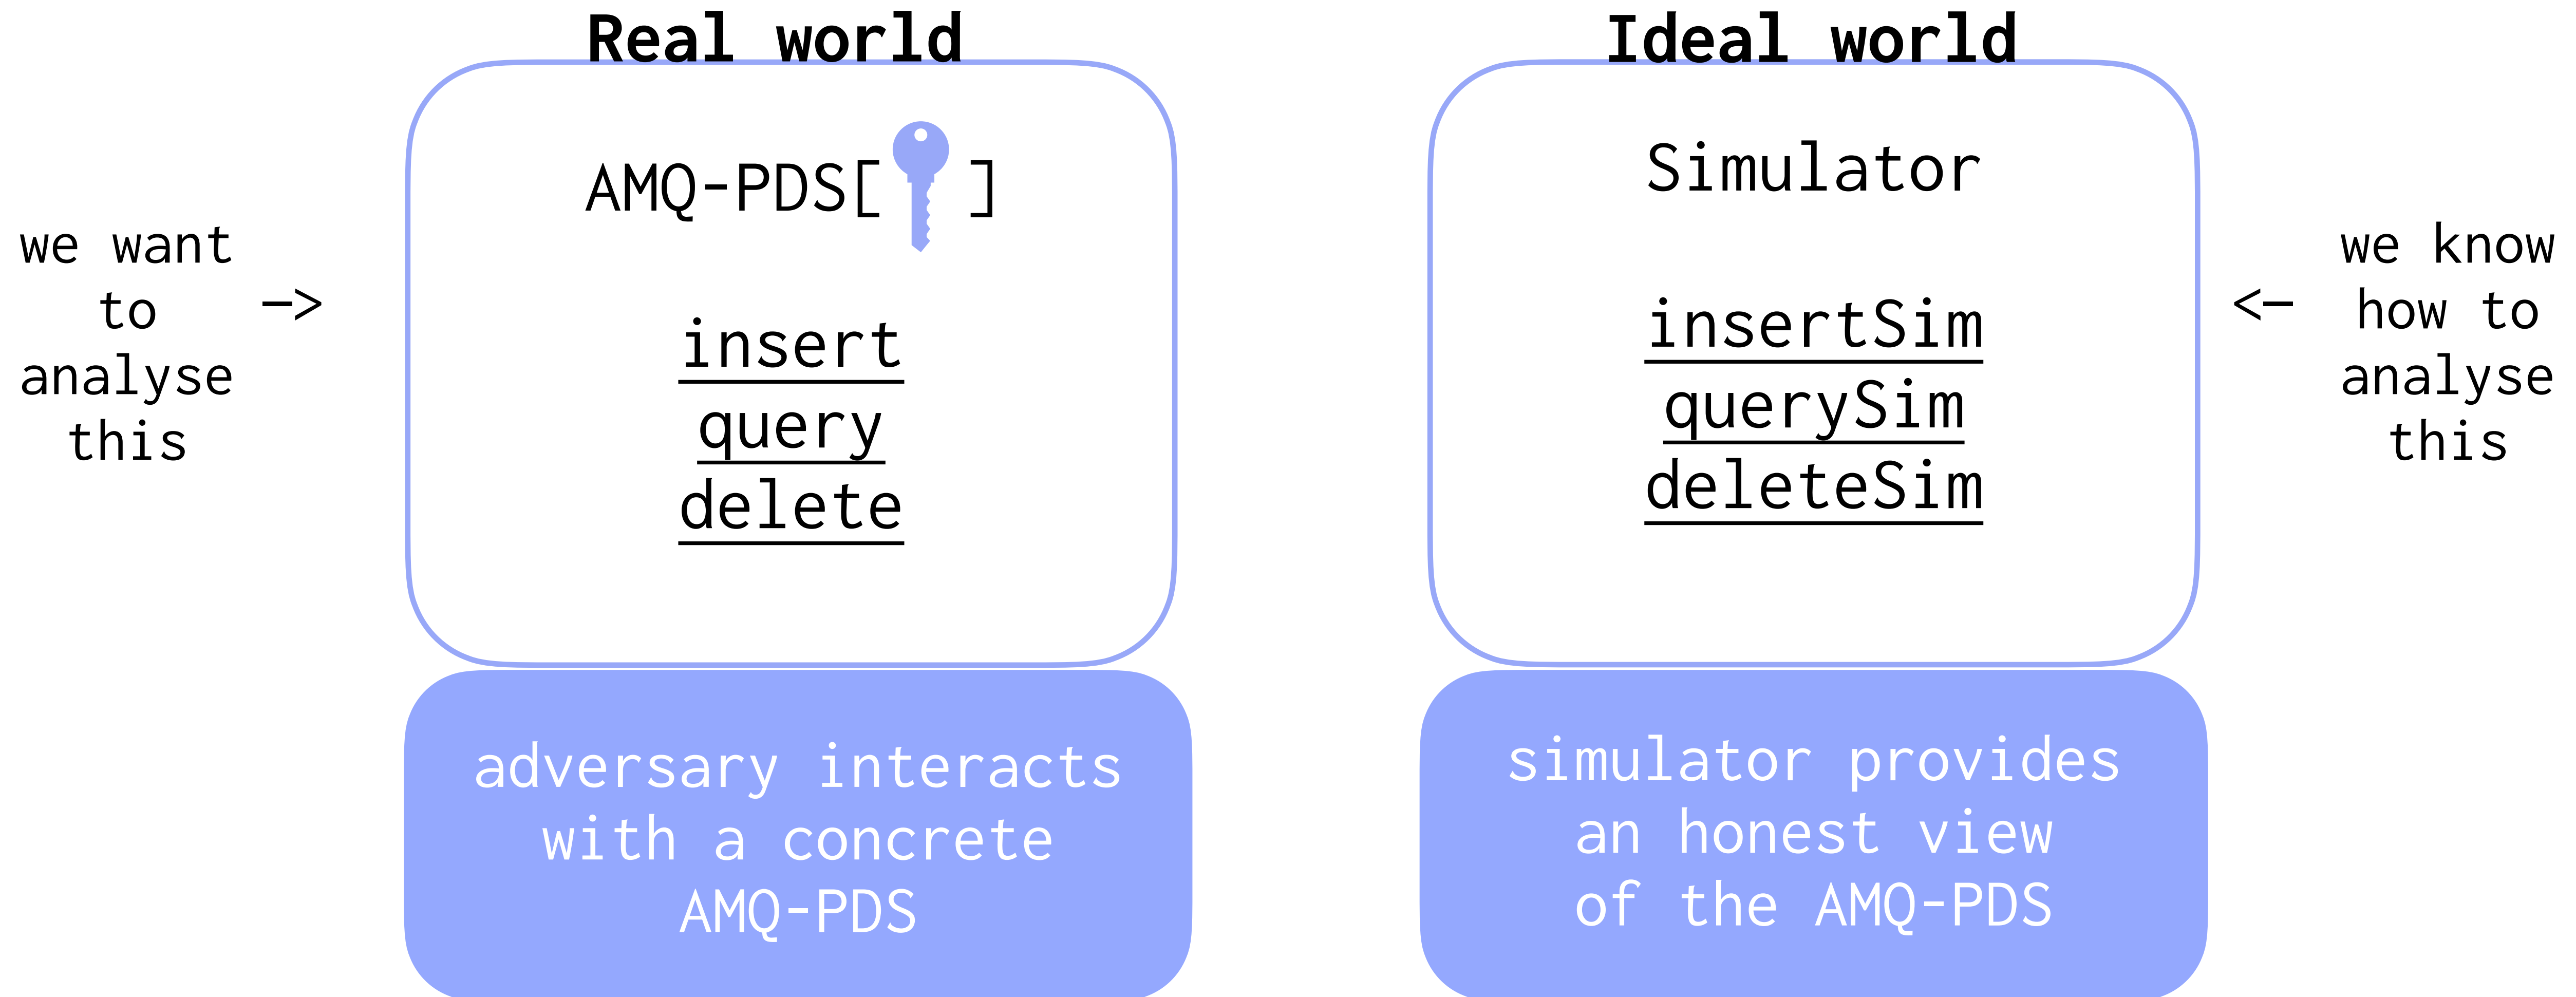 Real world
AMQ-PDS[ ]
insert
query
delete
we want
to
analyse
this
—>
adversary interacts
with a concrete
AMQ-PDS
Ideal world
Simulator
insertSim
querySim
deleteSim
<—
we know
how to
analyse
this
simulator provides
an honest view
of the AMQ-PDS